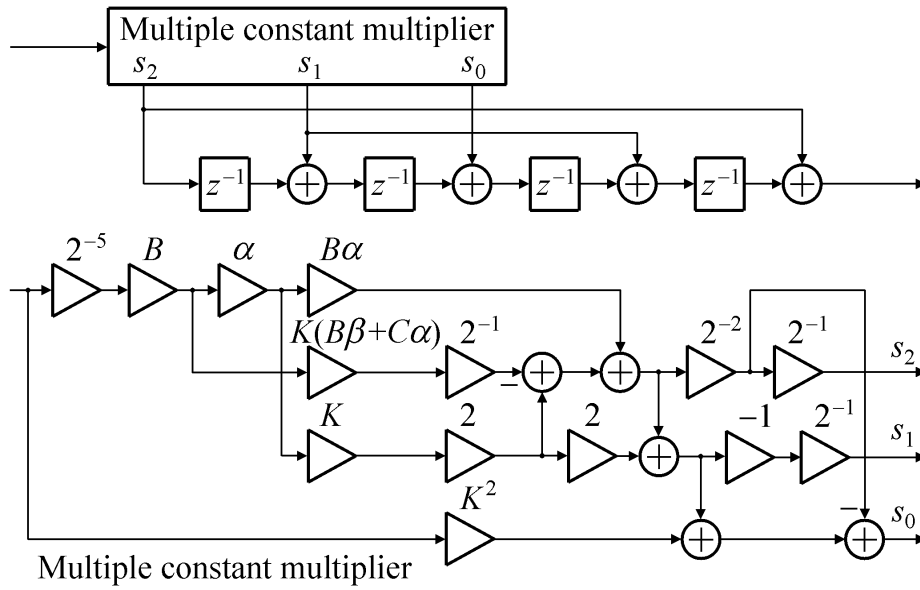 Multiple constant multiplier
s₂ s₁ s₀
z⁻¹ + z⁻¹ + z⁻¹ + z⁻¹ +
2⁻⁵ B α Bα
K(Bβ+Cα) 2⁻¹ − + + 2⁻² 2⁻¹ s₂
K 2 2 + −1 2⁻¹ s₁
K² + − + s₀
Multiple constant multiplier